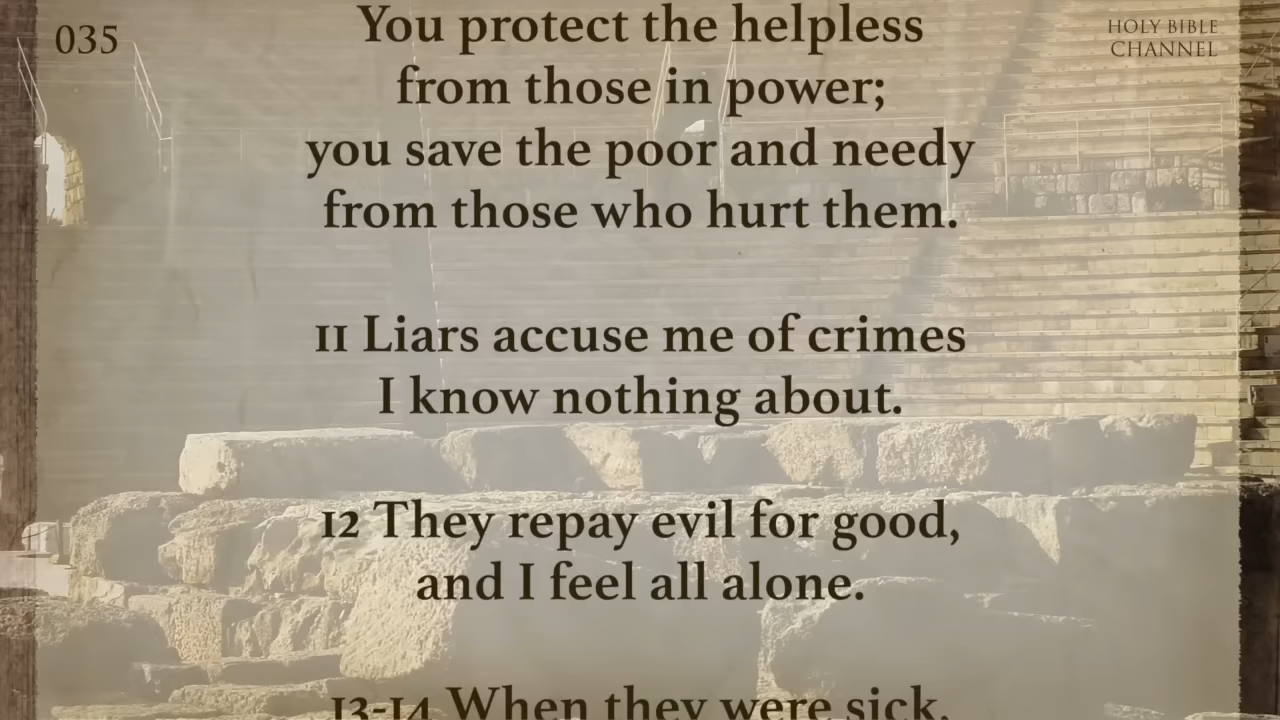 035
HOLY BIBLE
CHANNEL
You protect the helpless
from those in power;
you save the poor and needy
from those who hurt them.
11 Liars accuse me of crimes
I know nothing about.
12 They repay evil for good,
and I feel all alone.
13-14 When they were sick,